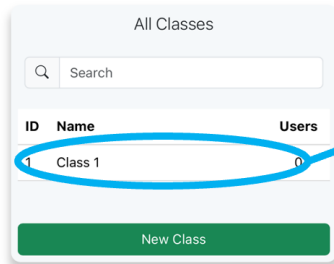 All Classes
Search
ID Name Users
1 Class 1 0
New Class